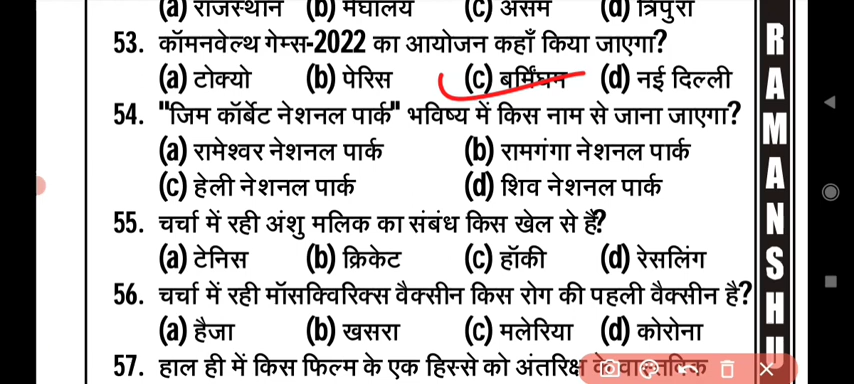 (a) राजस्थान (b) मेघालय (c) असम (d) त्रिपुरा
53. कॉमनवेल्थ गेम्स-2022 का आयोजन कहाँ किया जाएगा?
(a) टोक्यो (b) पेरिस (c) बर्मिंघम (d) नई दिल्ली
54. "जिम कॉर्बेट नेशनल पार्क" भविष्य में किस नाम से जाना जाएगा?
(a) रामेश्वर नेशनल पार्क (b) रामगंगा नेशनल पार्क
(c) हेली नेशनल पार्क (d) शिव नेशनल पार्क
55. चर्चा में रही अंशु मलिक का संबंध किस खेल से है?
(a) टेनिस (b) क्रिकेट (c) हॉकी (d) रेसलिंग
56. चर्चा में रही मॉसक्विरिक्स वैक्सीन किस रोग की पहली वैक्सीन है?
(a) हैजा (b) खसरा (c) मलेरिया (d) कोरोना
57. हाल ही में किस फिल्म के एक हिस्से को अंतरिक्ष के वास्तविक
RAMANSHU